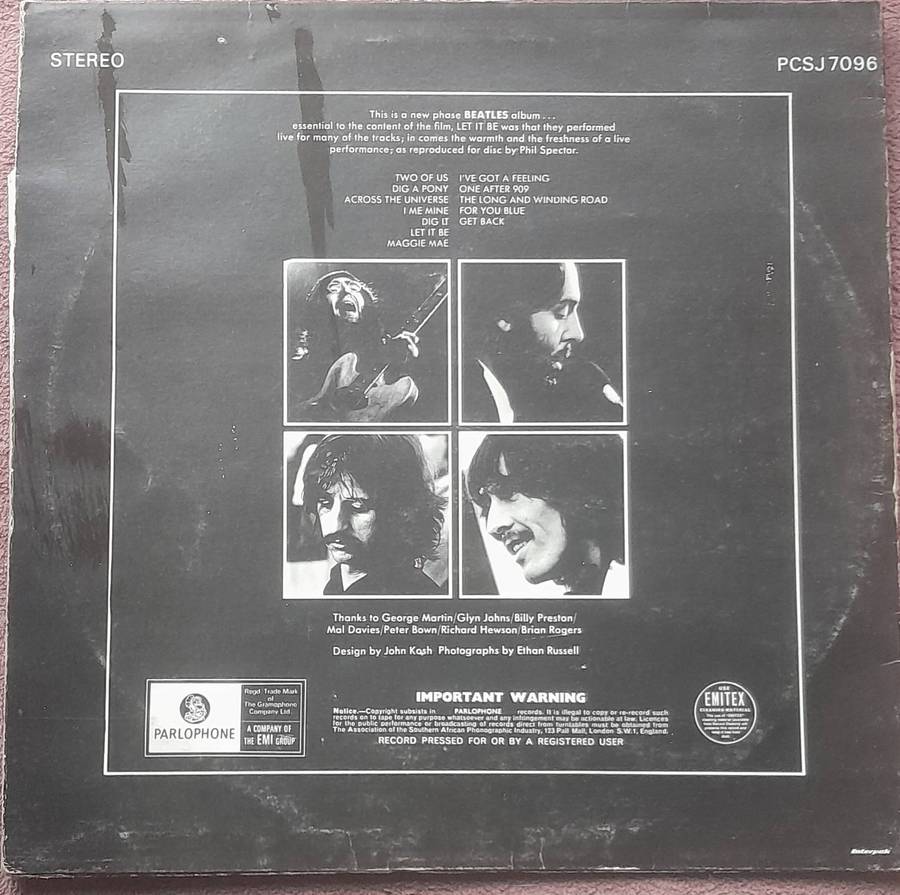 STEREO
PCSJ 7096
This is a new phase BEATLES album . . .
essential to the content of the film, LET IT BE was that they performed
live for many of the tracks; in comes the warmth and the freshness of a live
performance; as reproduced for disc by Phil Spector.
TWO OF US
DIG A PONY
ACROSS THE UNIVERSE
I ME MINE
DIG IT
LET IT BE
MAGGIE MAE
I'VE GOT A FEELING
ONE AFTER 909
THE LONG AND WINDING ROAD
FOR YOU BLUE
GET BACK
Thanks to George Martin/Glyn Johns/Billy Preston/
Mal Davies/Peter Bown/Richard Hewson/Brian Rogers
Design by John Kosh Photographs by Ethan Russell
PARLOPHONE
Regd. Trade Mark
of
The Gramophone
Company Ltd.
A COMPANY OF
THE EMI GROUP
IMPORTANT WARNING
Notice.—Copyright subsists in PARLOPHONE records. It is illegal to copy or re-record such
records on to tape for any purpose whatsoever and any infringement may be actionable at law. Licences
for the public performance or broadcasting of records direct from turntables must be obtained from
The Association of the Southern African Phonographic Industry, 123 Pall Mall, London S.W.1, England.
RECORD PRESSED FOR OR BY A REGISTERED USER
USE
EMITEX
CLEANING MATERIAL
Interpak